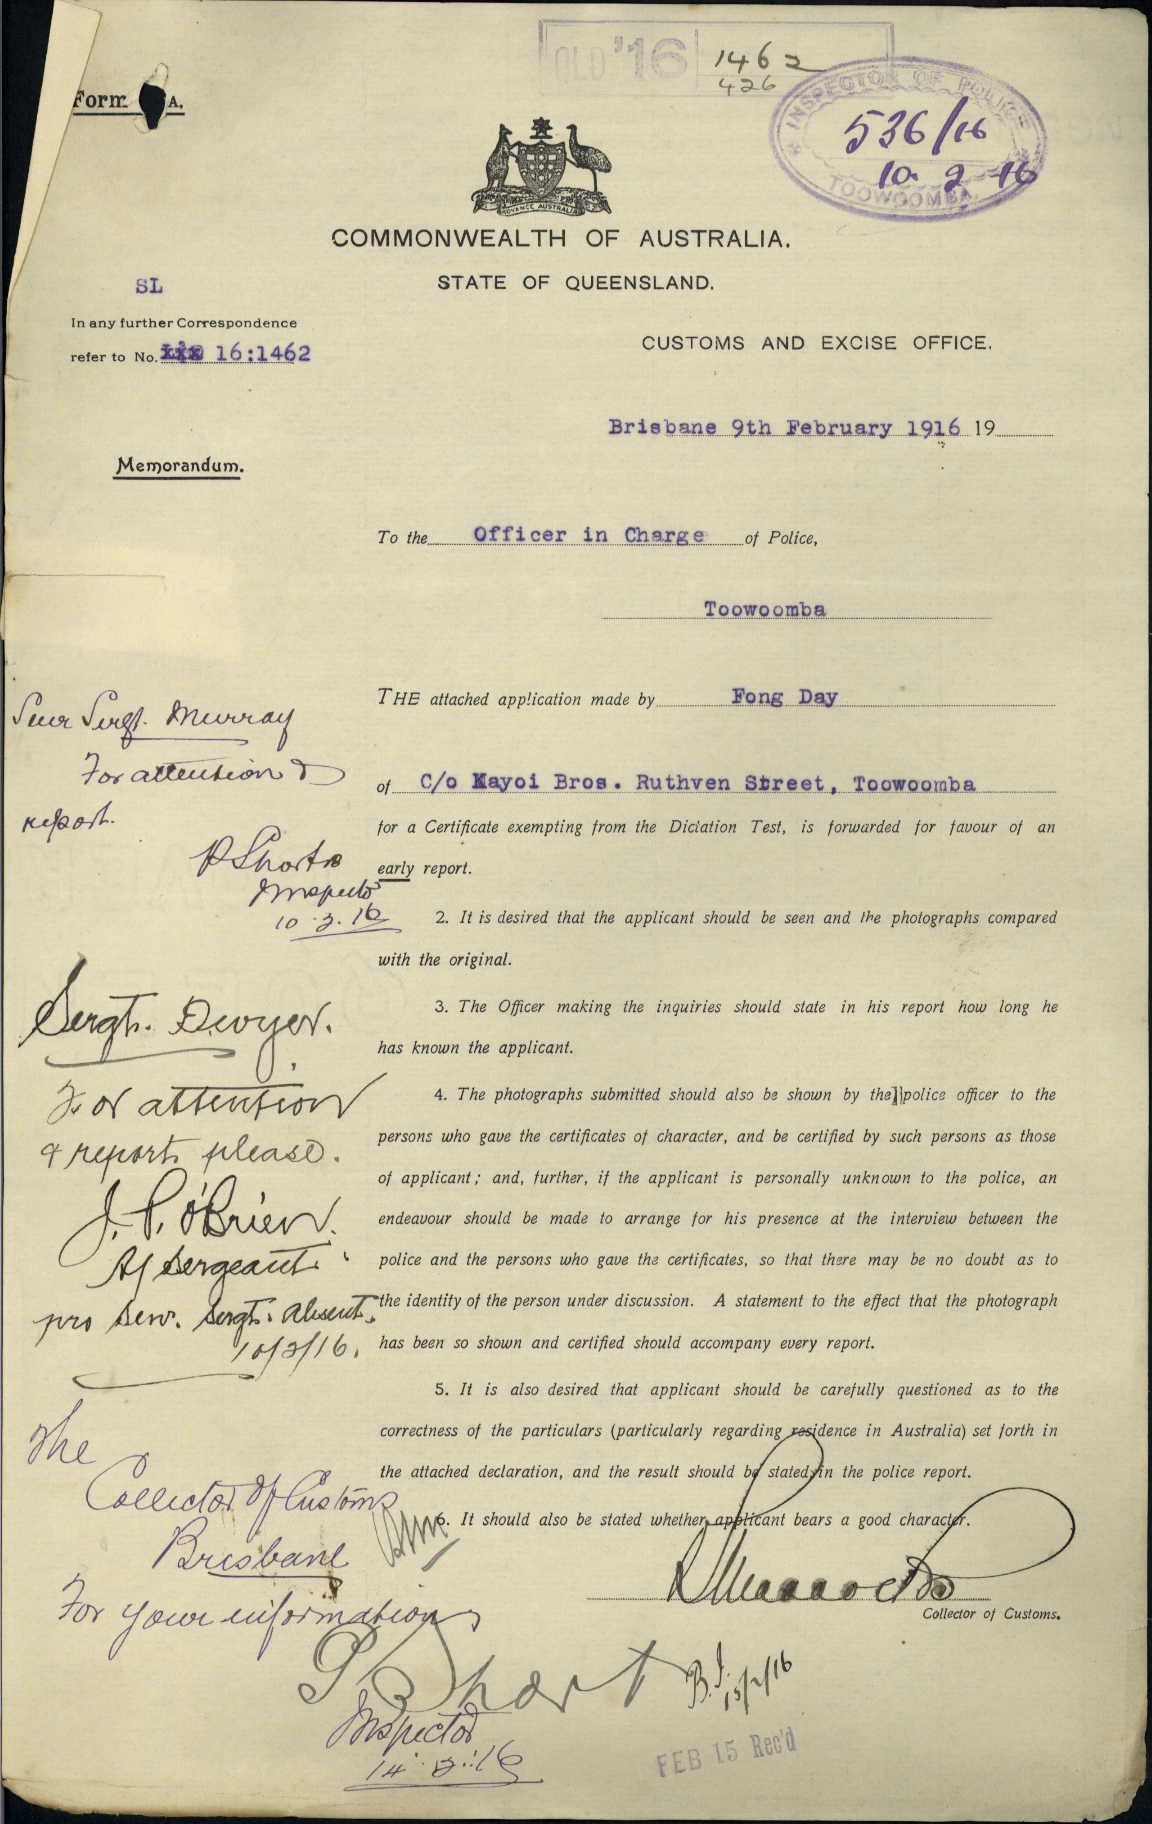 QLD '16
1462
426
Form A.
INSPECTOR OF POLICE
536/16
10 2 16
TOOWOOMBA
ADVANCE AUSTRALIA
COMMONWEALTH OF AUSTRALIA.
STATE OF QUEENSLAND.
SL
In any further Correspondence
refer to No. 16:1462
CUSTOMS AND EXCISE OFFICE.
Brisbane 9th February 1916 19
Memorandum.
To the Officer in Charge of Police,
Toowoomba
THE attached application made by Fong Day
of C/o Kayoi Bros. Ruthven Street, Toowoomba
for a Certificate exempting from the Dictation Test, is forwarded for favour of an
early report.
2. It is desired that the applicant should be seen and the photographs compared
with the original.
3. The Officer making the inquiries should state in his report how long he
has known the applicant.
4. The photographs submitted should also be shown by the police officer to the
persons who gave the certificates of character, and be certified by such persons as those
of applicant; and, further, if the applicant is personally unknown to the police, an
endeavour should be made to arrange for his presence at the interview between the
police and the persons who gave the certificates, so that there may be no doubt as to
the identity of the person under discussion. A statement to the effect that the photograph
has been so shown and certified should accompany every report.
5. It is also desired that applicant should be carefully questioned as to the
correctness of the particulars (particularly regarding residence in Australia) set forth in
the attached declaration, and the result should be stated in the police report.
6. It should also be stated whether applicant bears a good character.
Collector of Customs.
Senr Sergt. Murray
For attention &
report.
P Short
Inspector
10.2.16
Sergt. Dwyer.
For attention
& report please.
J. P. O'Brien.
A/ Sergeant.
pro Senr. Sergt. absent.
10/2/16.
The
Collector of Customs
Brisbane
For your information
P Short
Inspector
14.2.16
B.I.
15/2/16
FEB 15 Rec'd